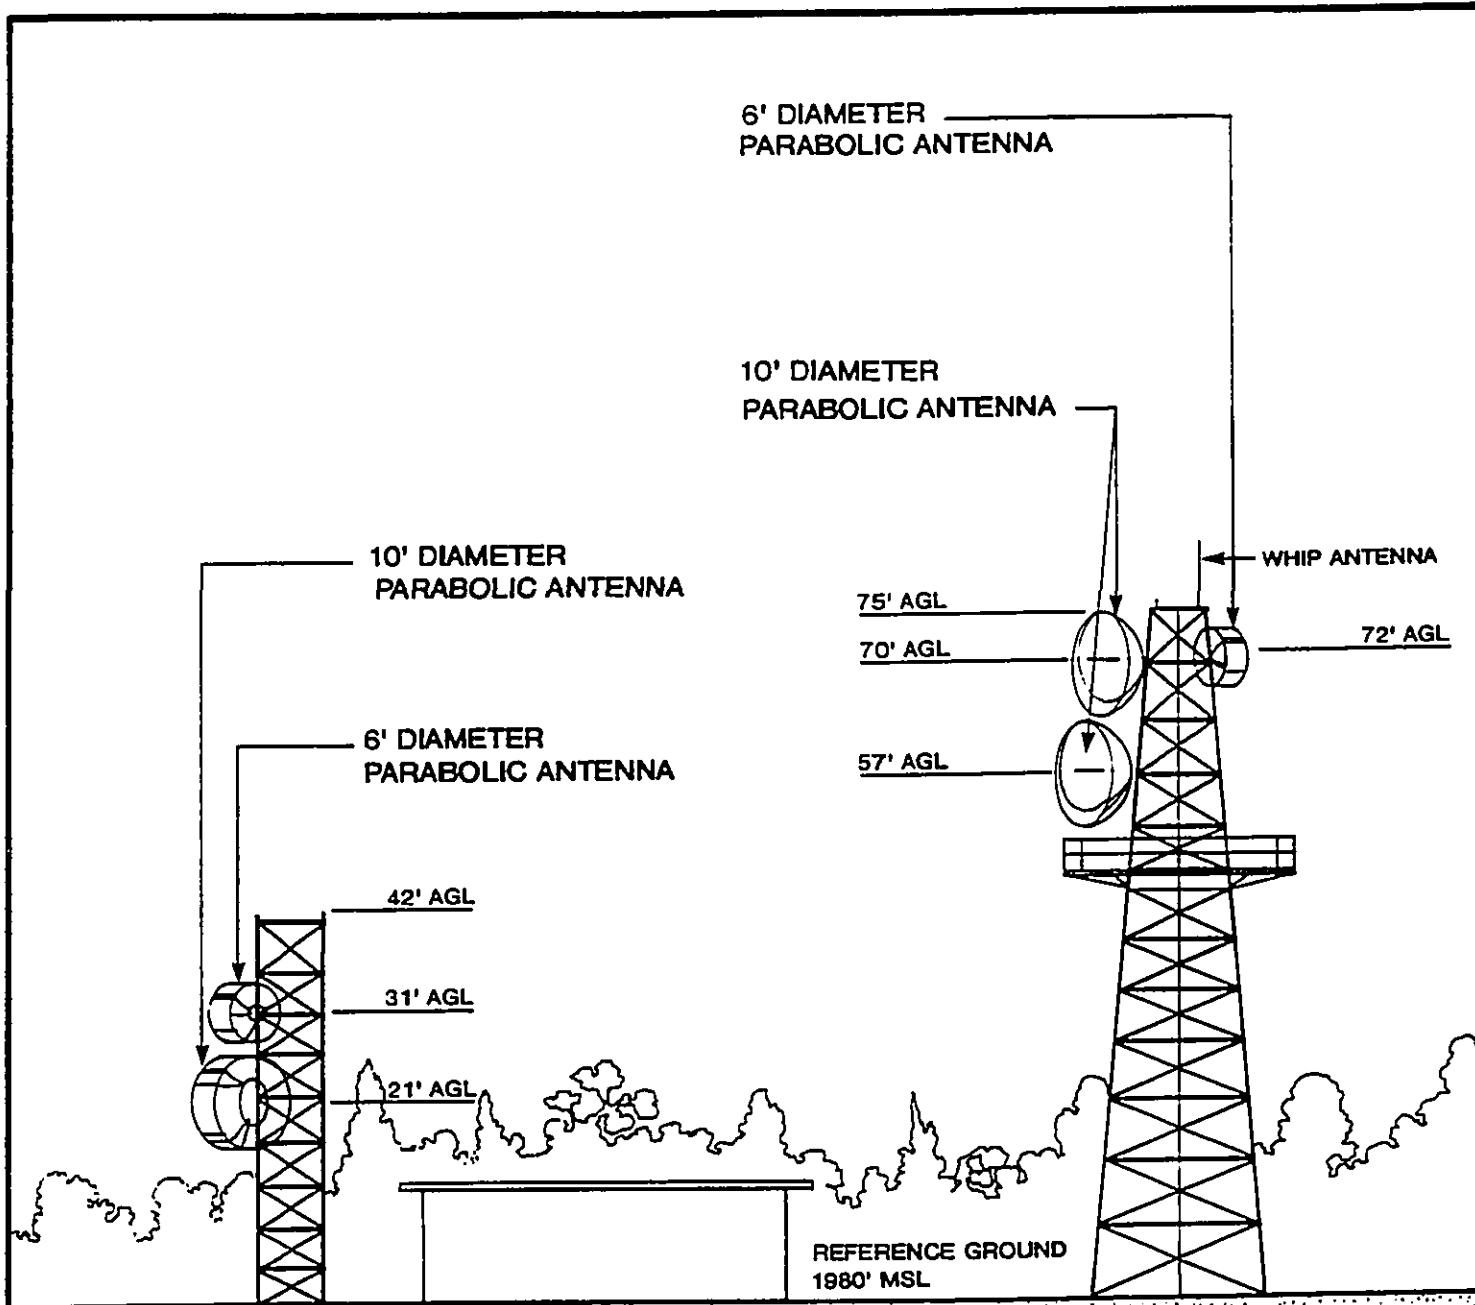 6' DIAMETER
PARABOLIC ANTENNA
10' DIAMETER
PARABOLIC ANTENNA
10' DIAMETER
PARABOLIC ANTENNA
WHIP ANTENNA
75' AGL
72' AGL
70' AGL
6' DIAMETER
PARABOLIC ANTENNA
57' AGL
42' AGL
31' AGL
21' AGL
REFERENCE GROUND
1980' MSL